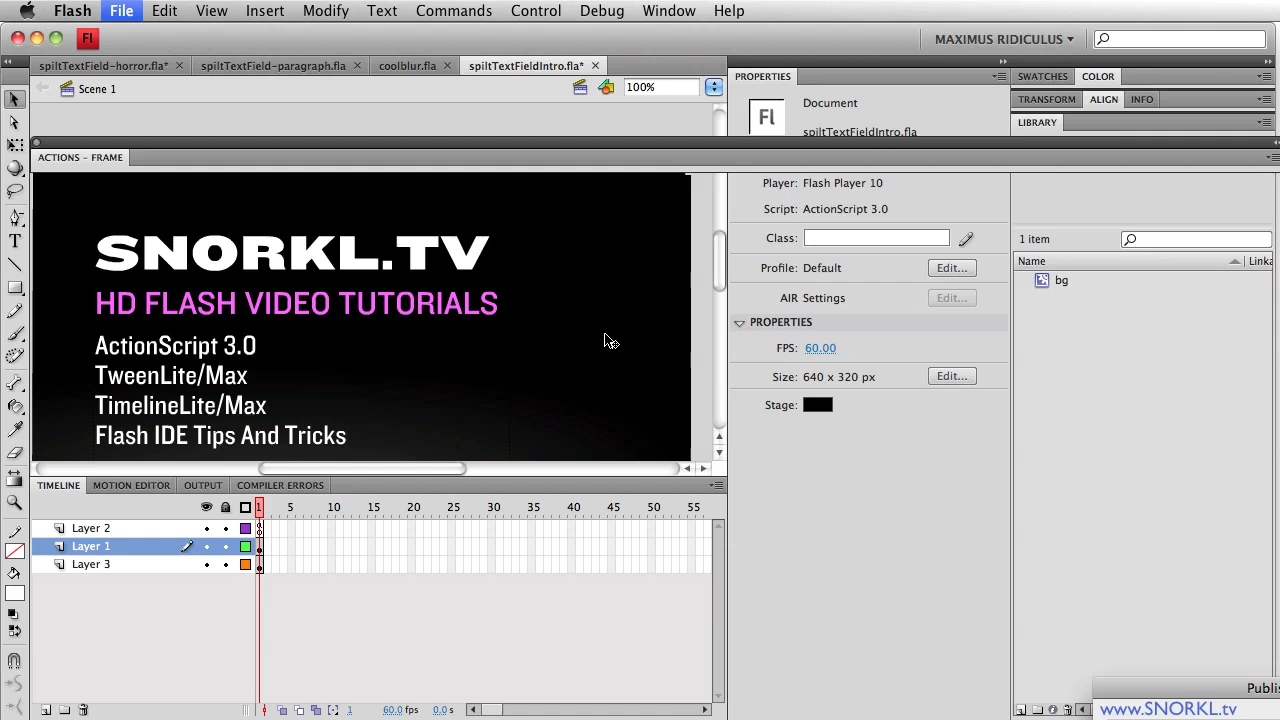 Flash File Edit View Insert Modify Text Commands Control Debug Window Help
Fl MAXIMUS RIDICULUS
spiltTextField-horror.fla* spiltTextField-paragraph.fla coolblur.fla spiltTextFieldIntro.fla*
Scene 1 100%
PROPERTIES
SWATCHES COLOR
TRANSFORM ALIGN INFO
LIBRARY
Fl Document
spiltTextFieldIntro.fla
ACTIONS - FRAME
SNORKL.TV
HD FLASH VIDEO TUTORIALS
ActionScript 3.0
TweenLite/Max
TimelineLite/Max
Flash IDE Tips And Tricks
Player: Flash Player 10
Script: ActionScript 3.0
Class:
Profile: Default Edit...
AIR Settings Edit...
PROPERTIES
FPS: 60.00
Size: 640 x 320 px Edit...
Stage:
1 item
Name Linka
bg
TIMELINE MOTION EDITOR OUTPUT COMPILER ERRORS
1 5 10 15 20 25 30 35 40 45 50 55
Layer 2
Layer 1
Layer 3
1 60.0 fps 0.0 s
Publis
www.SNORKL.tv